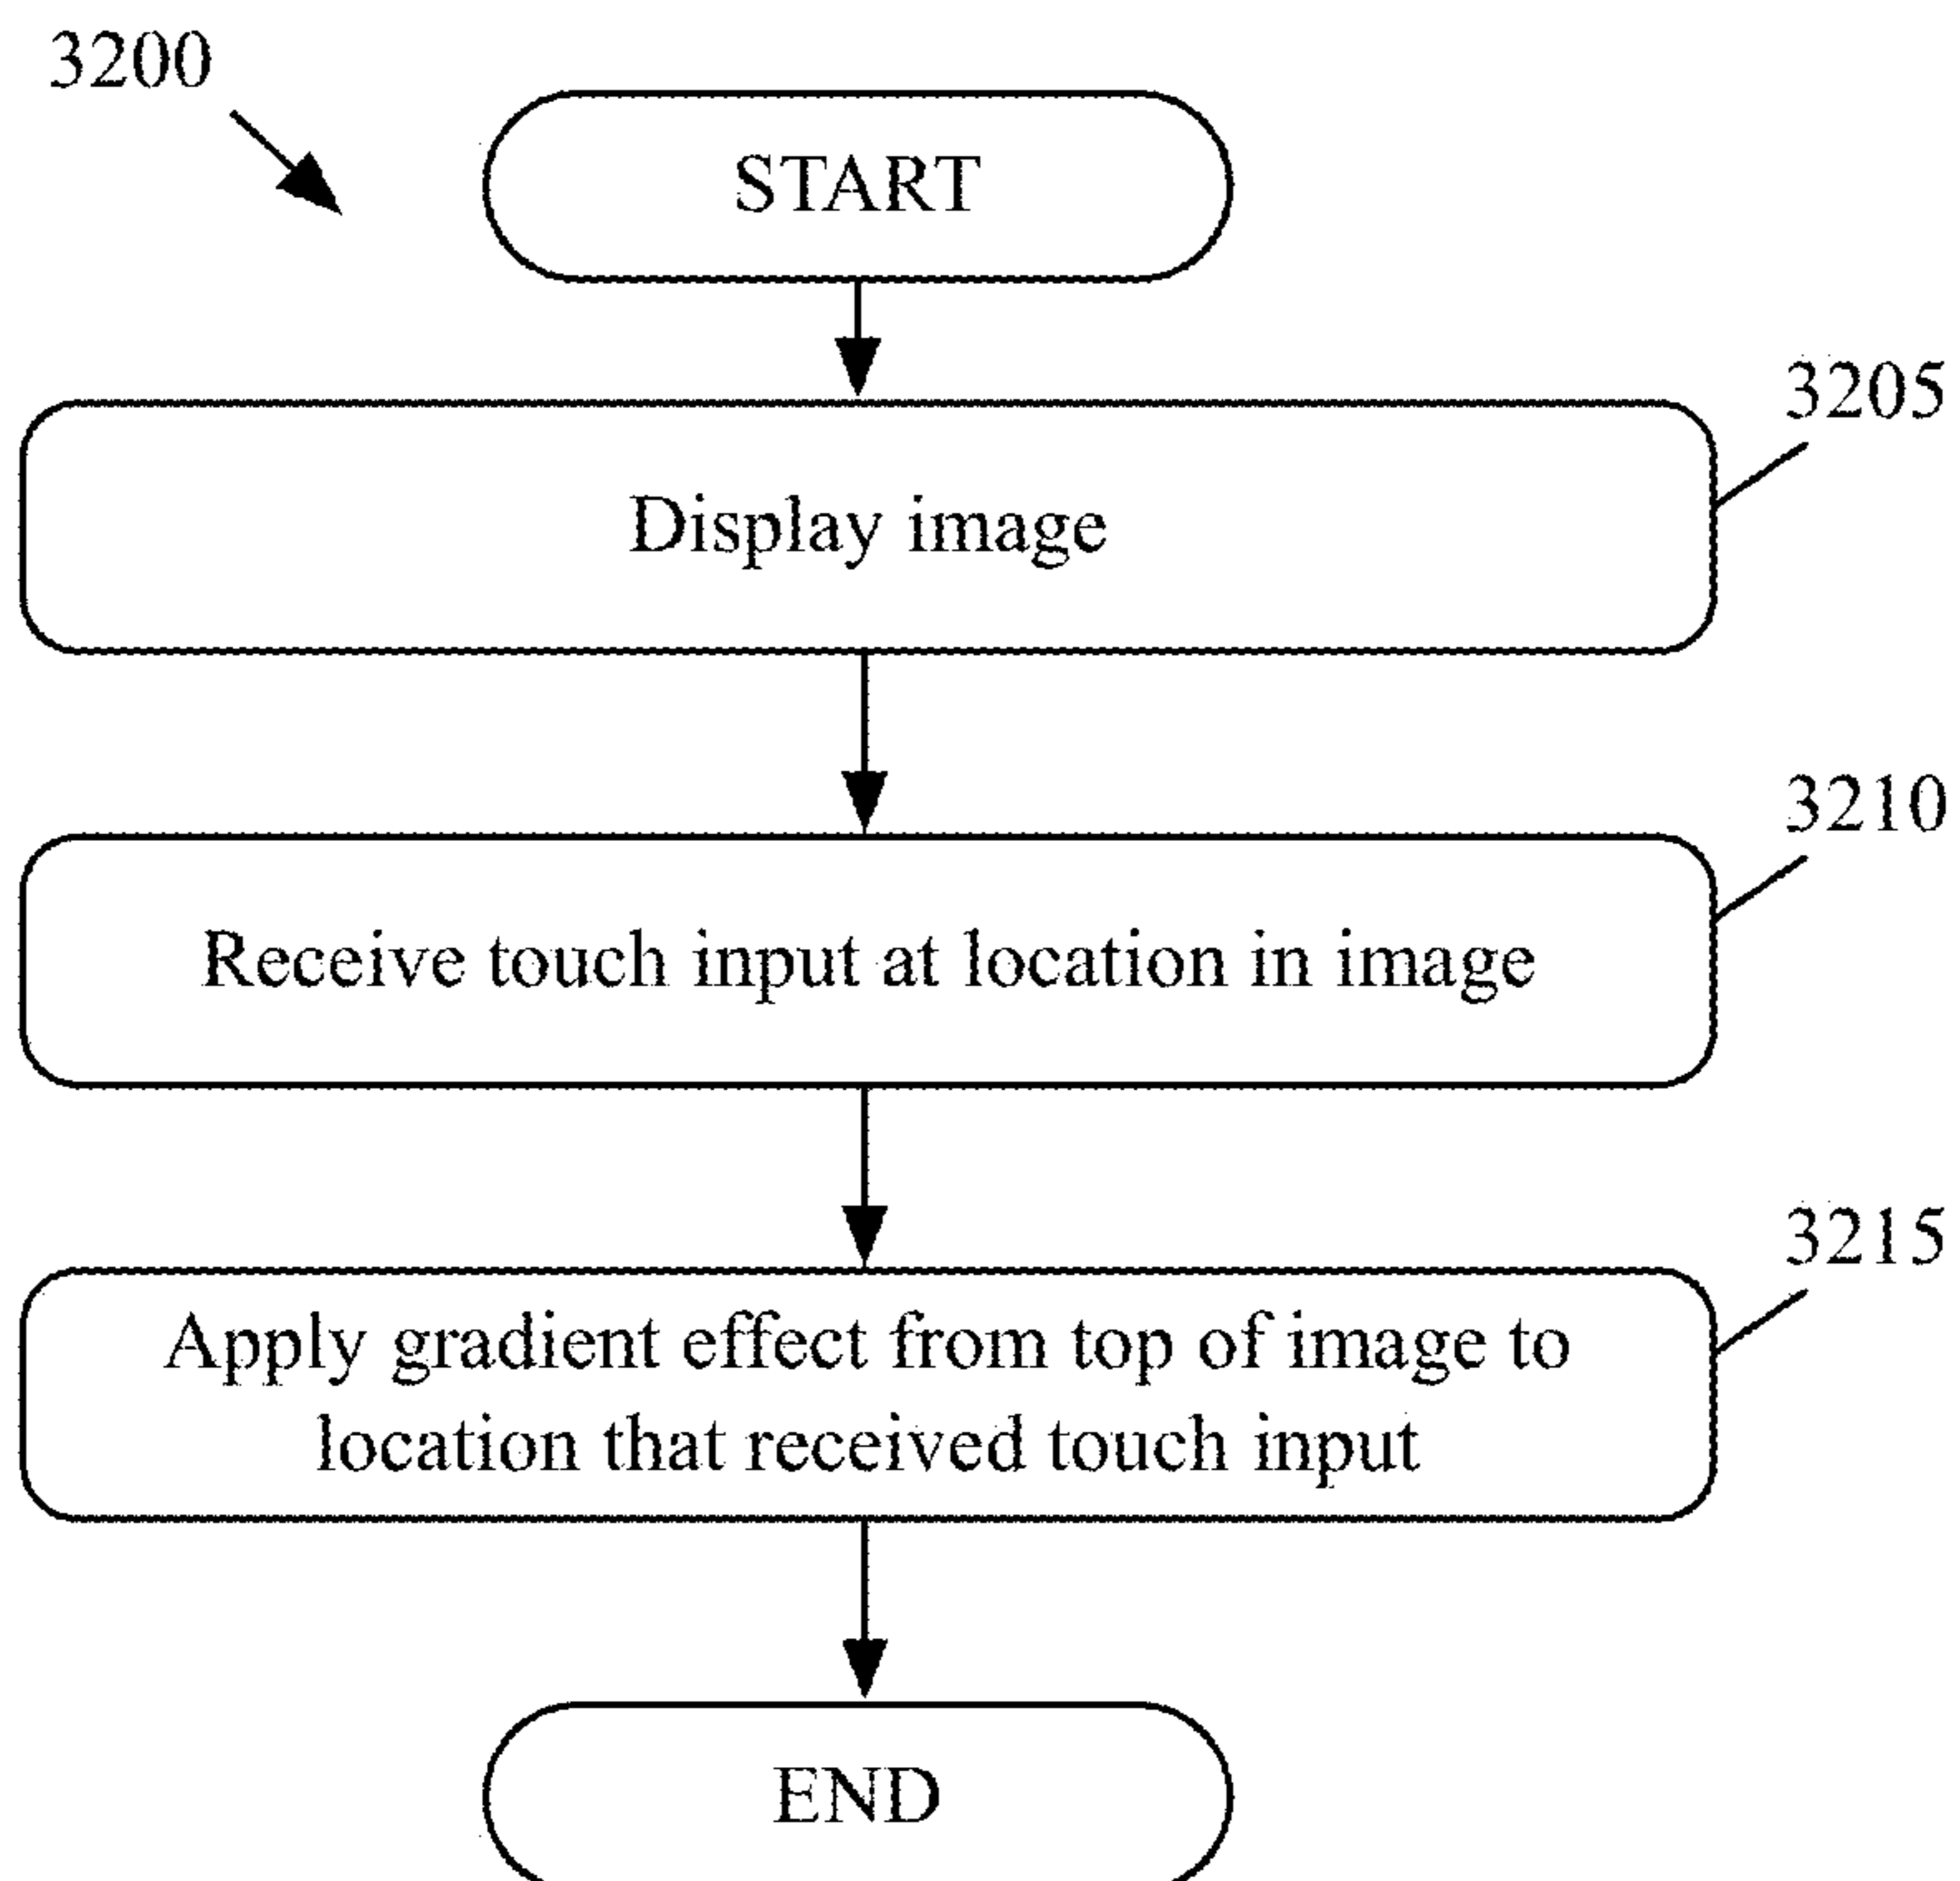 3200
START
3205
Display image
3210
Receive touch input at location in image
3215
Apply gradient effect from top of image to
location that received touch input
END